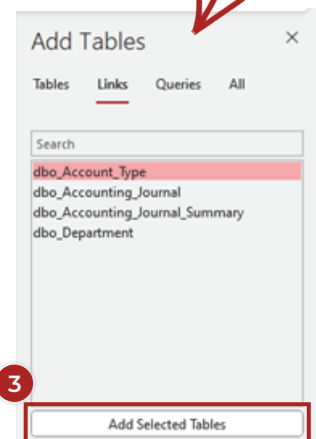 Add Tables
Tables Links Queries All
Search
dbo_Account_Type
dbo_Accounting_Journal
dbo_Accounting_Journal_Summary
dbo_Department
3
Add Selected Tables